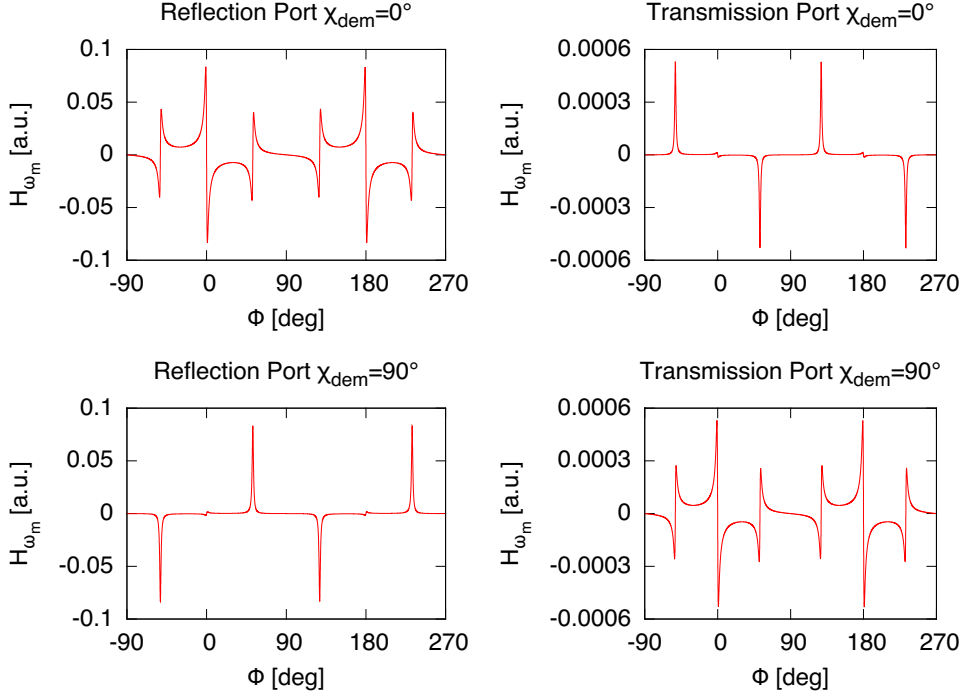 Reflection Port χdem=0°
0.1
0.05
0
-0.05
-0.1
Hωm [a.u.]
-90 0 90 180 270
Φ [deg]
Transmission Port χdem=0°
0.0006
0.0003
0
-0.0003
-0.0006
Hωm [a.u.]
-90 0 90 180 270
Φ [deg]
Reflection Port χdem=90°
0.1
0.05
0
-0.05
-0.1
Hωm [a.u.]
-90 0 90 180 270
Φ [deg]
Transmission Port χdem=90°
0.0006
0.0003
0
-0.0003
-0.0006
Hωm [a.u.]
-90 0 90 180 270
Φ [deg]